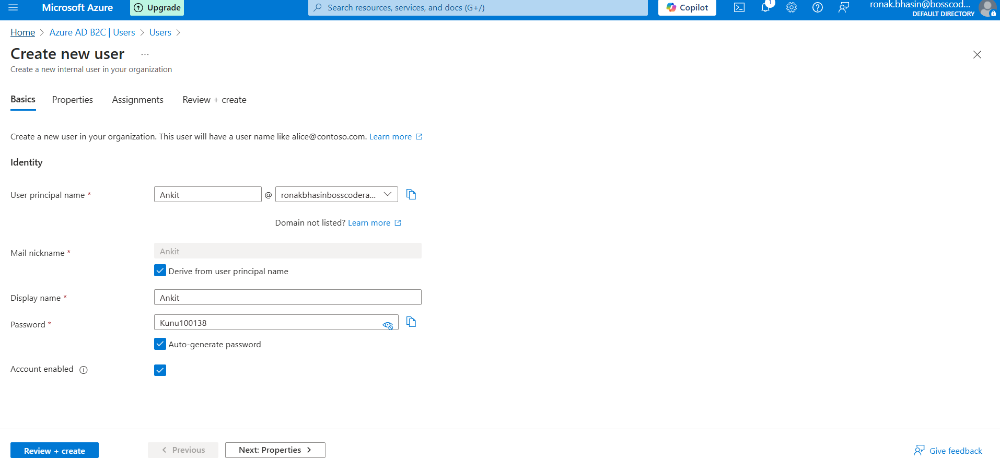 Microsoft Azure
Upgrade
Search resources, services, and docs (G+/)
Copilot
1
ronak.bhasin@bosscod...
DEFAULT DIRECTORY
Home > Azure AD B2C | Users > Users >
Create new user ...
Create a new internal user in your organization
Basics Properties Assignments Review + create
Create a new user in your organization. This user will have a user name like alice@contoso.com. Learn more
Identity
User principal name * Ankit @ ronakbhasinbosscodera...
Domain not listed? Learn more
Mail nickname * Ankit
Derive from user principal name
Display name * Ankit
Password * Kunu100138
Auto-generate password
Account enabled
Review + create < Previous Next: Properties > Give feedback